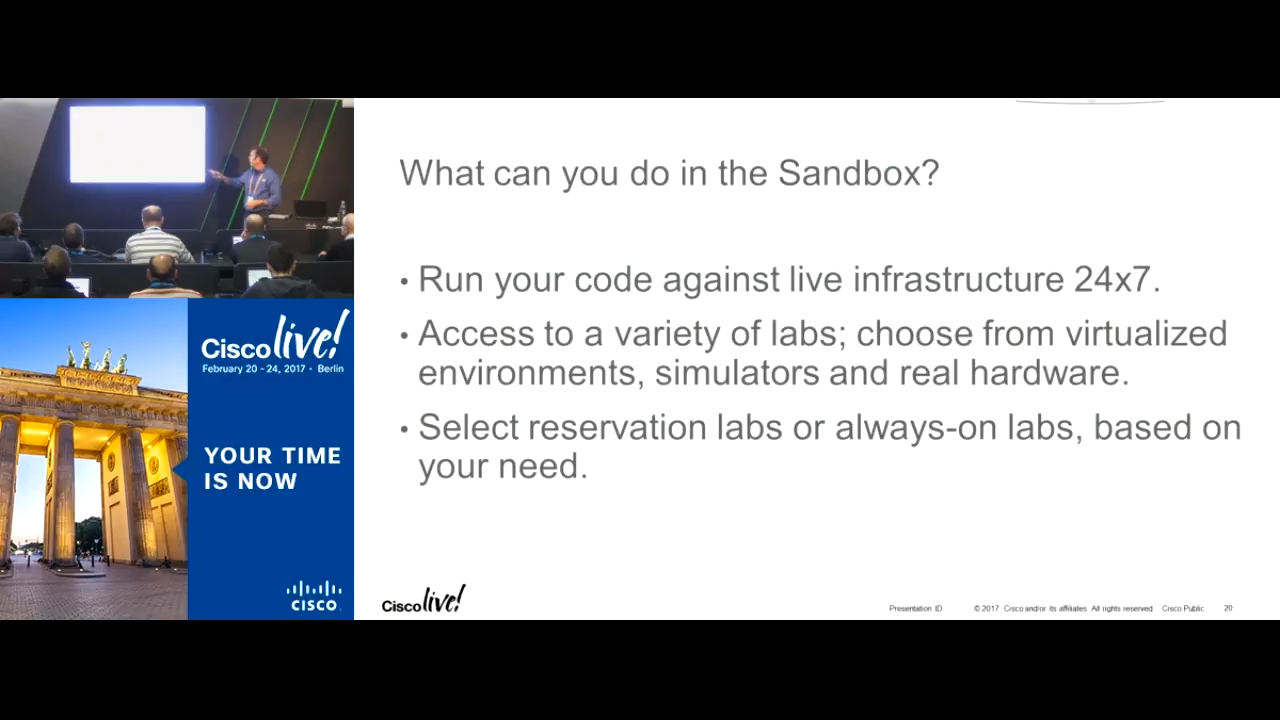 What can you do in the Sandbox?
• Run your code against live infrastructure 24x7.
• Access to a variety of labs; choose from virtualized
environments, simulators and real hardware.
• Select reservation labs or always-on labs, based on
your need.
Cisco live!
February 20 - 24, 2017 • Berlin
YOUR TIME
IS NOW
CISCO
Cisco live!
Presentation ID © 2017 Cisco and/or its affiliates All rights reserved Cisco Public 20